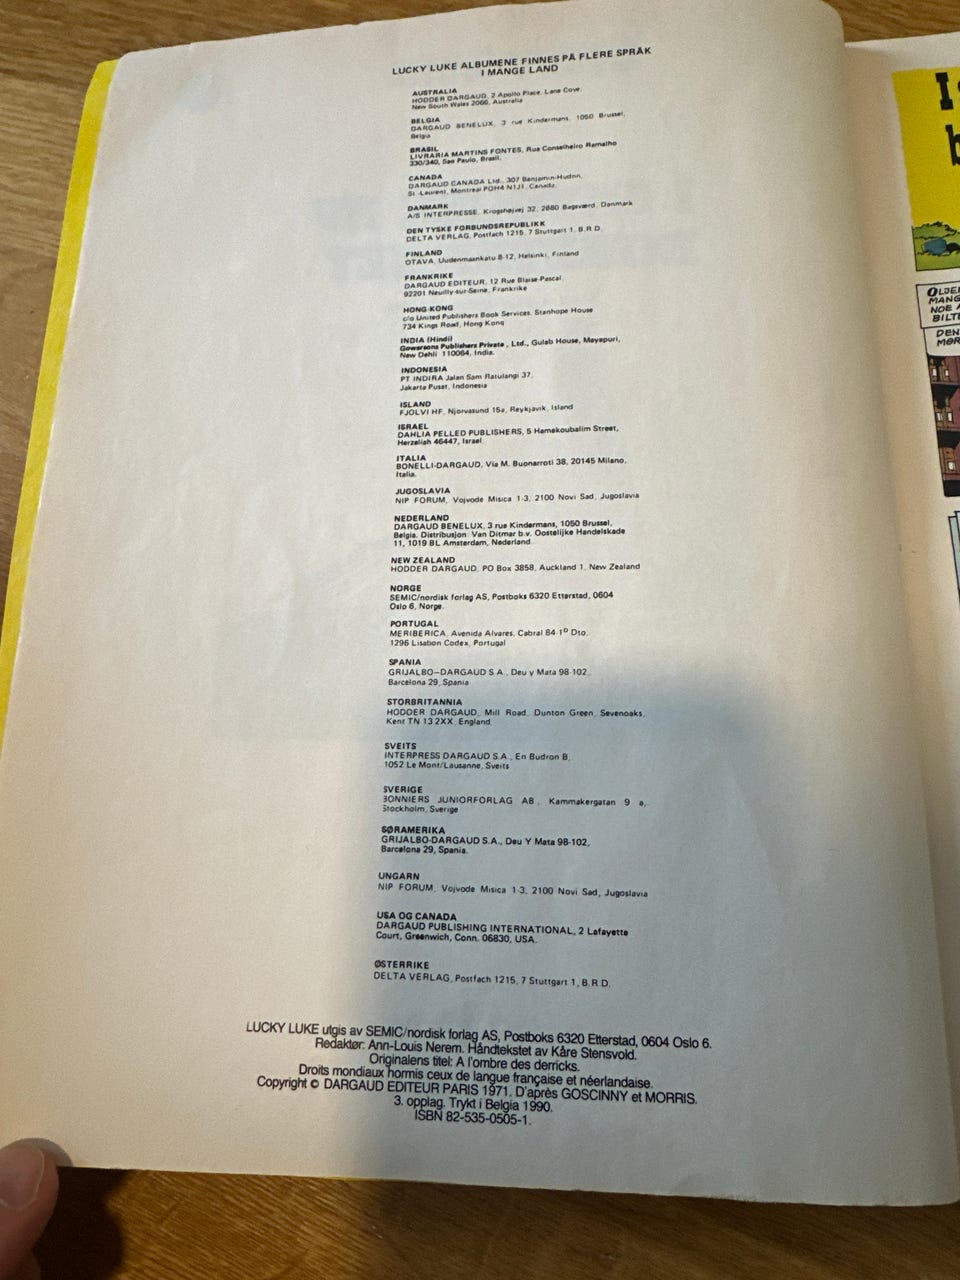 LUCKY LUKE ALBUMENE FINNES PÅ FLERE SPRÅK
I MANGE LAND
AUSTRALIA
HODDER DARGAUD, 2 Apollo Place, Lane Cove,
New South Wales 2066, Australia
BELGIA
DARGAUD BENELUX, 3 rue Kindermans, 1050 Brussel,
Belgia
BRASIL
LIVRARIA MARTINS FONTES, Rua Conselheiro Ramalho
330/340, Sao Paulo, Brasil.
CANADA
DARGAUD CANADA Ltd., 307 Benjamin-Hudon,
St.-Laurent, Montreal POH4 N1J1, Canada.
DANMARK
A/S INTERPRESSE, Krogshøjvej 32, 2880 Bagsværd, Danmark
DEN TYSKE FORBUNDSREPUBLIKK
DELTA VERLAG, Postfach 1215, 7 Stuttgart 1, B.R.D.
FINLAND
OTAVA, Uudenmaankatu 8-12, Helsinki, Finland
FRANKRIKE
DARGAUD EDITEUR, 12 Rue Blaise-Pascal,
92201 Neuilly-sur-Seine, Frankrike
HONG-KONG
c/o United Publishers Book Services, Stanhope House
734 Kings Road, Hong Kong
INDIA (Hindi)
Gowarsons Publishers Private, Ltd., Gulab House, Mayapuri,
New Dehli 110064, India.
INDONESIA
PT INDIRA Jalan Sam Ratulangi 37,
Jakarta Pusat, Indonesia
ISLAND
FJOLVI HF, Njorvasund 15a, Reykjavik, Island
ISRAEL
DAHLIA PELLED PUBLISHERS, 5 Hamekoubalim Street,
Herzeliah 46447, Israel
ITALIA
BONELLI-DARGAUD, Via M. Buonarroti 38, 20145 Milano,
Italia.
JUGOSLAVIA
NIP FORUM, Vojvode Misica 1-3, 2100 Novi Sad, Jugoslavia
NEDERLAND
DARGAUD BENELUX, 3 rue Kindermans, 1050 Brussel,
Belgia. Distribusjon: Van Ditmar b.v. Oostelijke Handelskade
11, 1019 BL Amsterdam, Nederland
NEW ZEALAND
HODDER DARGAUD, PO Box 3858, Auckland 1, New Zealand
NORGE
SEMIC/nordisk forlag AS, Postboks 6320 Etterstad, 0604
Oslo 6, Norge.
PORTUGAL
MERIBERICA, Avenida Alvares, Cabral 84-1º Dto.
1296 Lisabon Codex, Portugal
SPANIA
GRIJALBO–DARGAUD S.A., Deu y Mata 98-102,
Barcelona 29, Spania
STORBRITANNIA
HODDER DARGAUD, Mill Road, Dunton Green, Sevenoaks,
Kent TN 13 2XX, England
SVEITS
INTERPRESS DARGAUD S.A., En Budron B,
1052 Le Mont/Lausanne, Sveits
SVERIGE
BONNIERS JUNIORFORLAG AB, Kammakergatan 9 a,
Stockholm, Sverige
SØRAMERIKA
GRIJALBO-DARGAUD S.A., Deu Y Mata 98-102,
Barcelona 29, Spania.
UNGARN
NIP FORUM, Vojvode Misica 1-3, 2100 Novi Sad, Jugoslavia
USA OG CANADA
DARGAUD PUBLISHING INTERNATIONAL, 2 Lafayette
Court, Greenwich, Conn. 06830, USA.
ØSTERRIKE
DELTA VERLAG, Postfach 1215, 7 Stuttgart 1, B.R.D.
LUCKY LUKE utgis av SEMIC/nordisk forlag AS, Postboks 6320 Etterstad, 0604 Oslo 6.
Redaktør: Ann-Louis Nerem. Håndtekstet av Kåre Stensvold.
Originalens titel: A l'ombre des derricks.
Droits mondiaux hormis ceux de langue française et néerlandaise.
Copyright © DARGAUD EDITEUR PARIS 1971. D'après GOSCINNY et MORRIS.
3. opplag. Trykt i Belgia 1990.
ISBN 82-535-0505-1.
MANG
NOE A
DEN